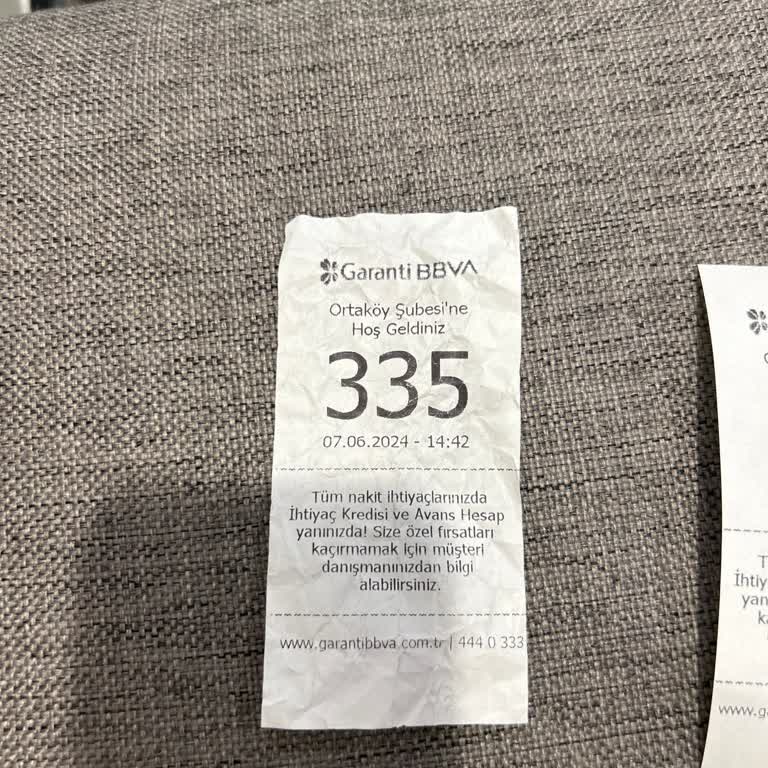 Garanti BBVA
Ortaköy Şubesi'ne
Hoş Geldiniz
335
07.06.2024 - 14:42
Tüm nakit ihtiyaçlarınızda
İhtiyaç Kredisi ve Avans Hesap
yanınızda! Size özel fırsatları
kaçırmamak için müşteri
danışmanınızdan bilgi
alabilirsiniz.
www.garantibbva.com.tr | 444 0 333